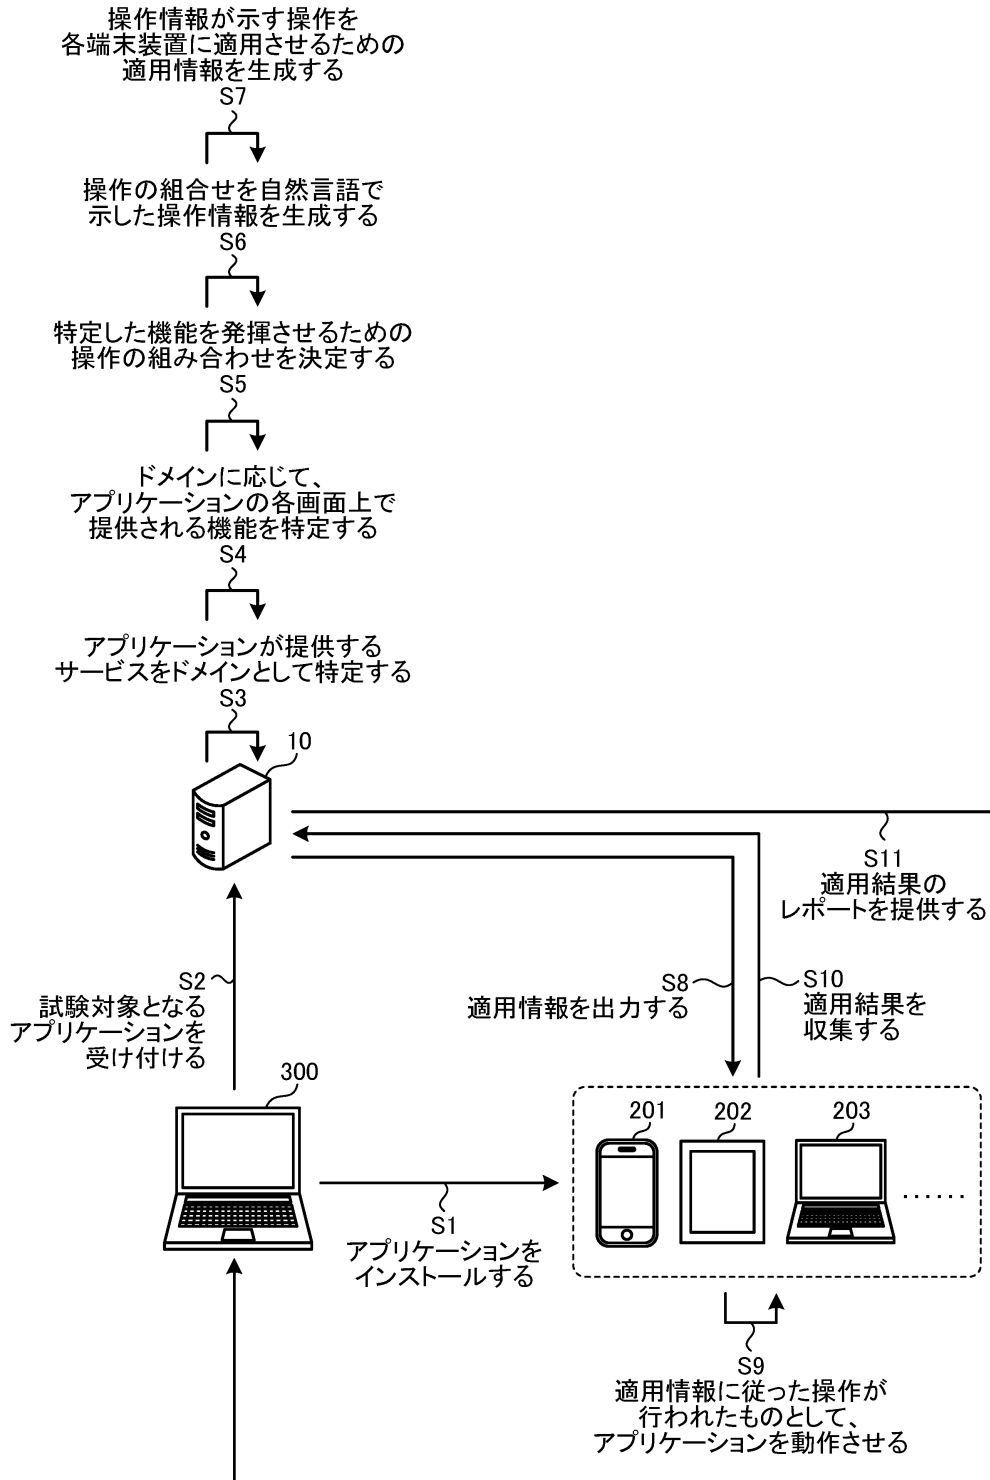 操作情報が示す操作を
各端末装置に適用させるための
適用情報を生成する
S7
操作の組合せを自然言語で
示した操作情報を生成する
S6
特定した機能を発揮させるための
操作の組み合わせを決定する
S5
ドメインに応じて、
アプリケーションの各画面上で
提供される機能を特定する
S4
アプリケーションが提供する
サービスをドメインとして特定する
S3
10
S11
適用結果の
レポートを提供する
S2
試験対象となる
アプリケーションを
受け付ける
S8
適用情報を出力する
S10
適用結果を
収集する
300
201
202
203
......
S1
アプリケーションを
インストールする
S9
適用情報に従った操作が
行われたものとして、
アプリケーションを動作させる